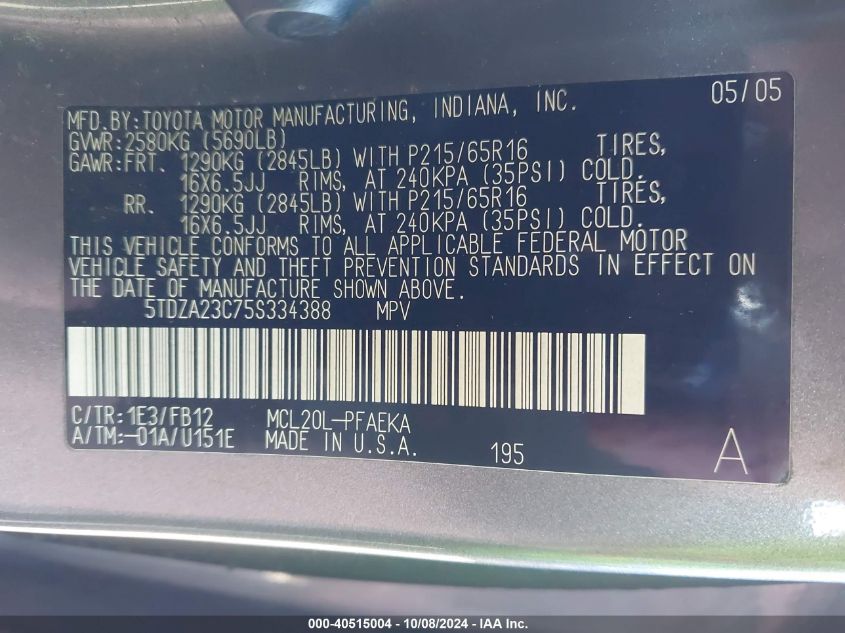 MFD. BY: TOYOTA MOTOR MANUFACTURING, INDIANA, INC. 05/05
GVWR: 2580KG (5690LB)
GAWR: FRT. 1290KG (2845LB) WITH P215/65R16 TIRES,
16X6.5JJ RIMS, AT 240KPA (35PSI) COLD.
RR. 1290KG (2845LB) WITH P215/65R16 TIRES,
16X6.5JJ RIMS, AT 240KPA (35PSI) COLD.
THIS VEHICLE CONFORMS TO ALL APPLICABLE FEDERAL MOTOR
VEHICLE SAFETY AND THEFT PREVENTION STANDARDS IN EFFECT ON
THE DATE OF MANUFACTURE SHOWN ABOVE.
5TDZA23C75S334388 MPV
C/TR: 1E3/FB12 MCL20L-PFAEKA
A/TM: -01A/U151E MADE IN U.S.A. 195 A
000-40515004 - 10/08/2024 - IAA Inc.